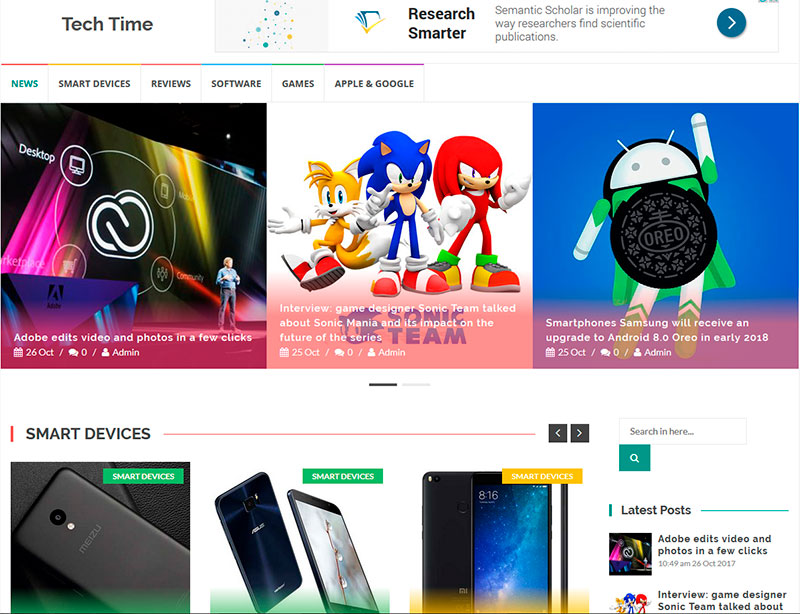 Tech Time
Research
Smarter
Semantic Scholar is improving the
way researchers find scientific
publications.
NEWS
SMART DEVICES
REVIEWS
SOFTWARE
GAMES
APPLE & GOOGLE
Desktop
Community
Adobe
Adobe edits video and photos in a few clicks
26 Oct / 0 / Admin
SONIC
TEAM
Interview: game designer Sonic Team talked
about Sonic Mania and its impact on the
future of the series
25 Oct / 0 / Admin
OREO
Smartphones Samsung will receive an
upgrade to Android 8.0 Oreo in early 2018
25 Oct / 0 / Admin
SMART DEVICES
Search in here...
SMART DEVICES
MEIZU
SMART DEVICES
ASUS
SMART DEVICES
8:16
Latest Posts
Adobe edits video and
photos in a few clicks
10:49 am 26 Oct 2017
Interview: game designer
Sonic Team talked about